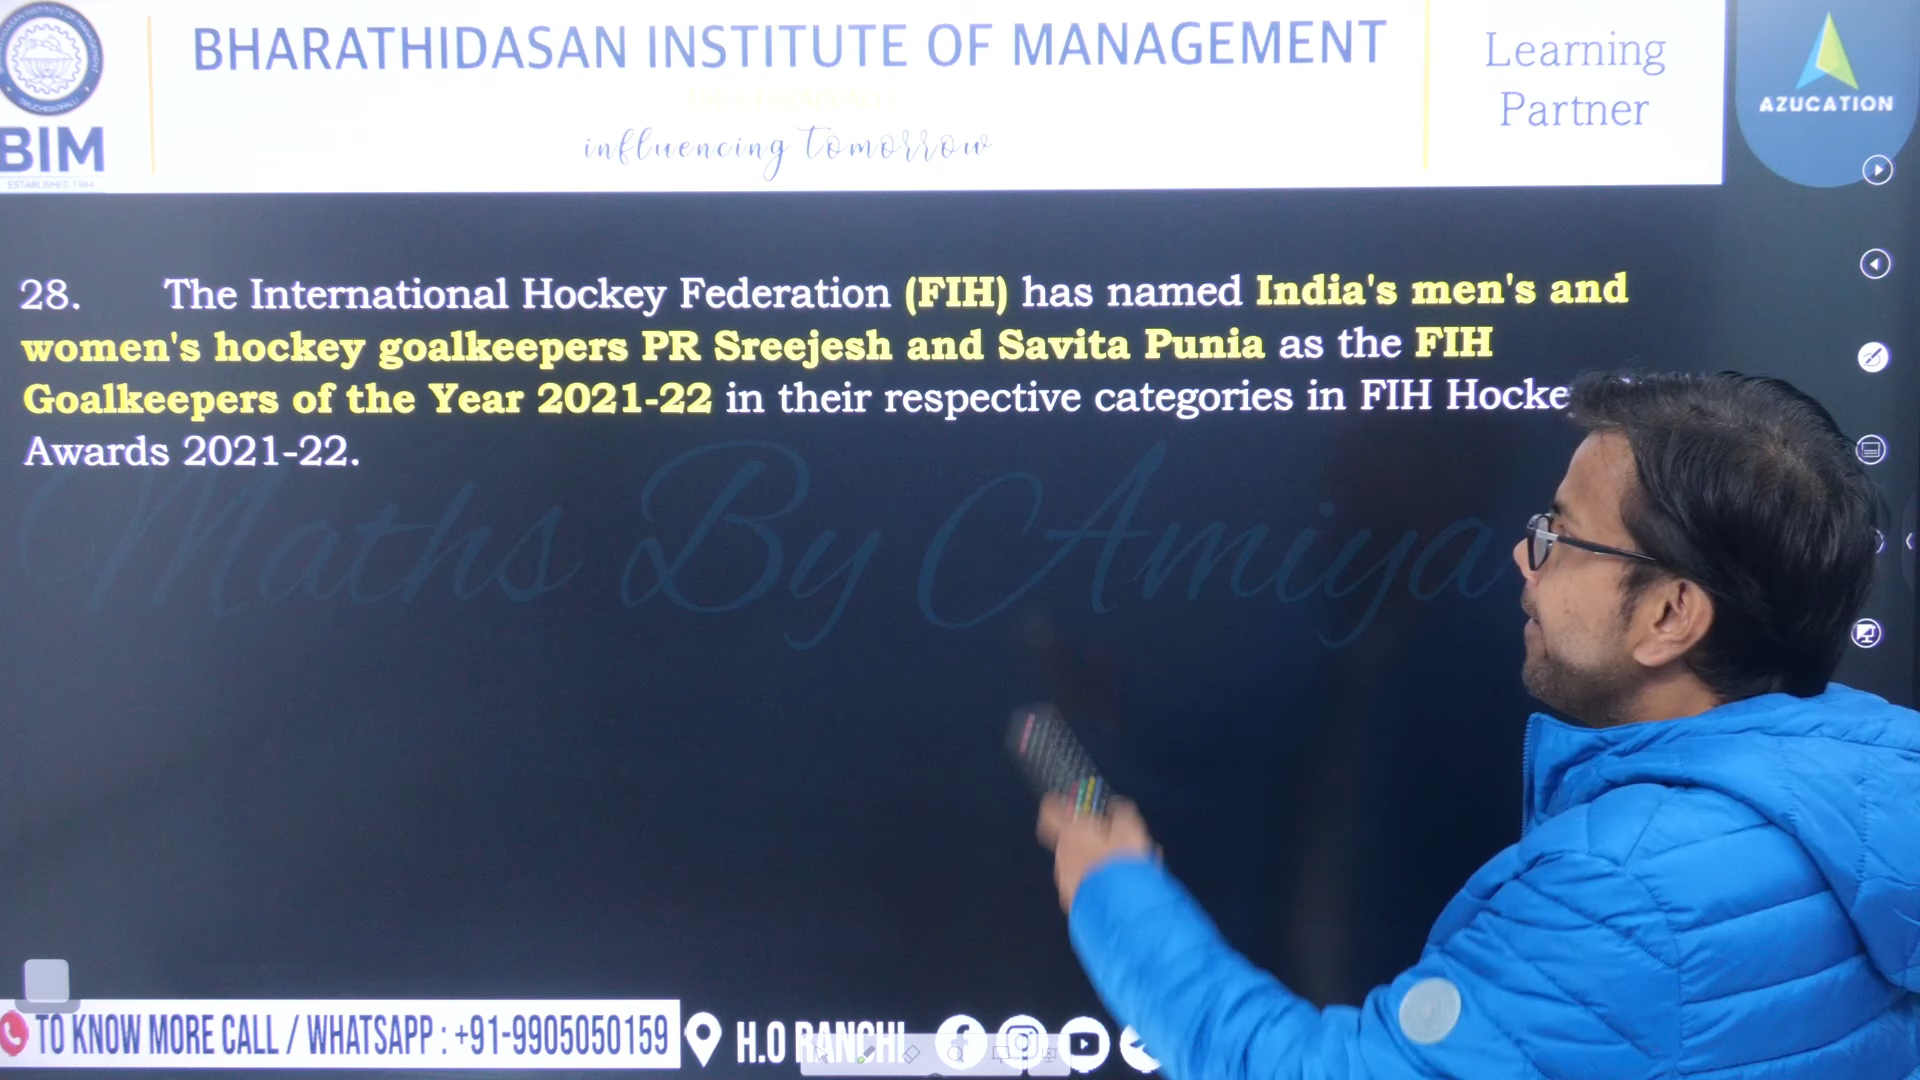 BHARATHIDASAN INSTITUTE OF MANAGEMENT
influencing tomorrow
Learning
Partner
AZUCATION
BIM
ESTABLISHED 1984
28. The International Hockey Federation (FIH) has named India's men's and
women's hockey goalkeepers PR Sreejesh and Savita Punia as the FIH
Goalkeepers of the Year 2021-22 in their respective categories in FIH Hocke
Awards 2021-22.
Maths By Amiya
TO KNOW MORE CALL / WHATSAPP : +91-9905050159
H.O RANCHI